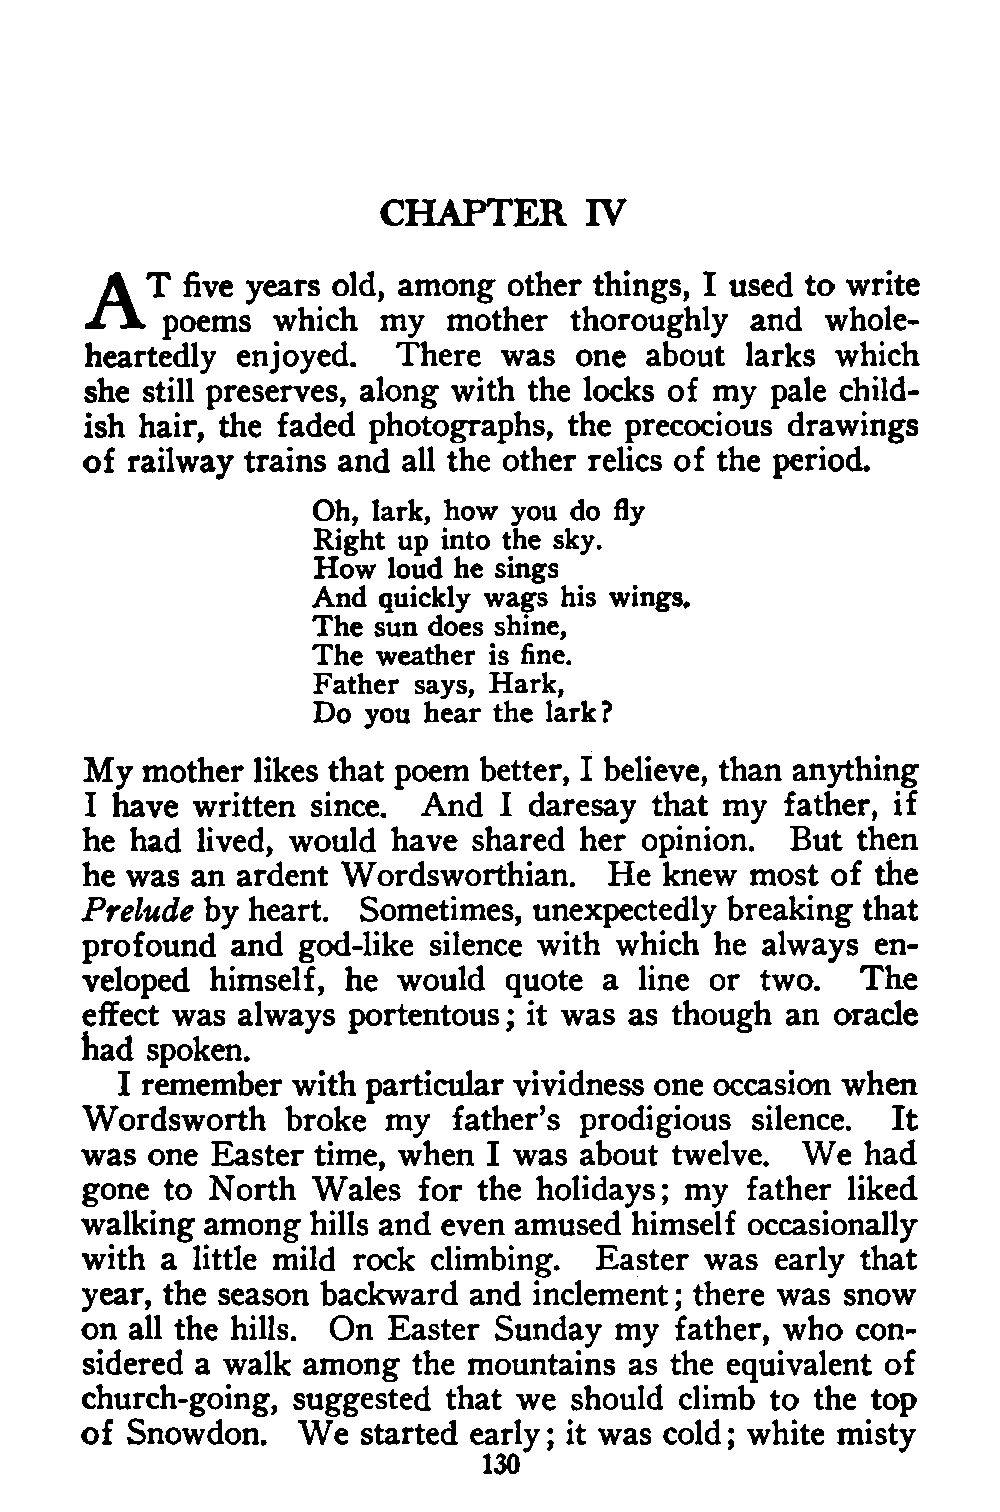 CHAPTER IV
AT five years old, among other things, I used to write
poems which my mother thoroughly and whole-
heartedly enjoyed. There was one about larks which
she still preserves, along with the locks of my pale child-
ish hair, the faded photographs, the precocious drawings
of railway trains and all the other relics of the period.
Oh, lark, how you do fly
Right up into the sky.
How loud he sings
And quickly wags his wings.
The sun does shine,
The weather is fine.
Father says, Hark,
Do you hear the lark?
My mother likes that poem better, I believe, than anything
I have written since. And I daresay that my father, if
he had lived, would have shared her opinion. But then
he was an ardent Wordsworthian. He knew most of the
Prelude by heart. Sometimes, unexpectedly breaking that
profound and god-like silence with which he always en-
veloped himself, he would quote a line or two. The
effect was always portentous; it was as though an oracle
had spoken.
I remember with particular vividness one occasion when
Wordsworth broke my father's prodigious silence. It
was one Easter time, when I was about twelve. We had
gone to North Wales for the holidays; my father liked
walking among hills and even amused himself occasionally
with a little mild rock climbing. Easter was early that
year, the season backward and inclement; there was snow
on all the hills. On Easter Sunday my father, who con-
sidered a walk among the mountains as the equivalent of
church-going, suggested that we should climb to the top
of Snowdon. We started early; it was cold; white misty
130